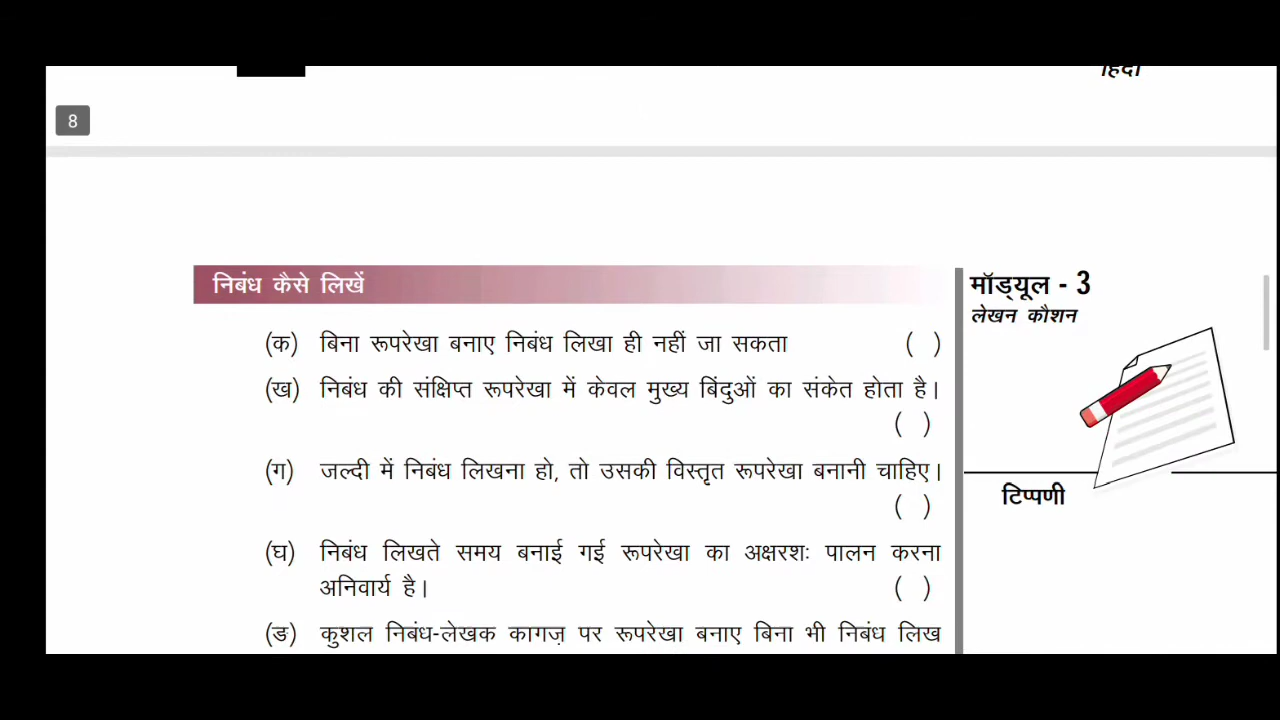 हिंदी
8
निबंध कैसे लिखें
(क) बिना रूपरेखा बनाए निबंध लिखा ही नहीं जा सकता ( )
(ख) निबंध की संक्षिप्त रूपरेखा में केवल मुख्य बिंदुओं का संकेत होता है।
( )
(ग) जल्दी में निबंध लिखना हो, तो उसकी विस्तृत रूपरेखा बनानी चाहिए।
( )
(घ) निबंध लिखते समय बनाई गई रूपरेखा का अक्षरशः पालन करना
अनिवार्य है। ( )
(ङ) कुशल निबंध-लेखक कागज़ पर रूपरेखा बनाए बिना भी निबंध लिख
मॉड्यूल - 3
लेखन कौशन
टिप्पणी